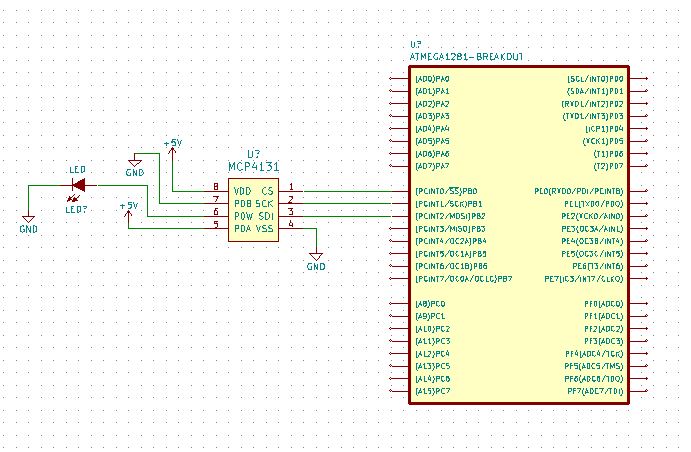 U?
ATMEGA1281-BREAKOUT
(AD0)PA0
(AD1)PA1
(AD2)PA2
(AD3)PA3
(AD4)PA4
(AD5)PA5
(AD6)PA6
(AD7)PA7
(SCL/INT0)PD0
(SDA/INT1)PD1
(RXD1/INT2)PD2
(TXD1/INT3)PD3
(ICP1)PD4
(XCK1)PD5
(T1)PD6
(T2)PD7
+5V
GND
U?
MCP4131
LED
LED?
+5V
GND
8 VDD CS 1
7 P0B SCK 2
6 P0W SDI 3
5 P0A VSS 4
GND
(PCINT0/SS)PB0
(PCINT1/SCK)PB1
(PCINT2/MOSI)PB2
(PCINT3/MISO)PB3
(PCINT4/OC2A)PB4
(PCINT5/OC1A)PB5
(PCINT6/OC1B)PB6
(PCINT7/OC0A/OC1C)PB7
PE0(RXD0/PDI/PCINT8)
PE1(TXD0/PDO)
PE2(XCK0/AIN0)
PE3(OC3A/AIN1)
PE4(OC3B/INT4)
PE5(OC3C/INT5)
PE6(T3/INT6)
PE7(IC3/INT7/CLKO)
(A8)PC0
(A9)PC1
(A10)PC2
(A11)PC3
(A12)PC4
(A13)PC5
(A14)PC6
(A15)PC7
PF0(ADC0)
PF1(ADC1)
PF2(ADC2)
PF3(ADC3)
PF4(ADC4/TCK)
PF5(ADC5/TMS)
PF6(ADC6/TDO)
PF7(ADC7/TDI)